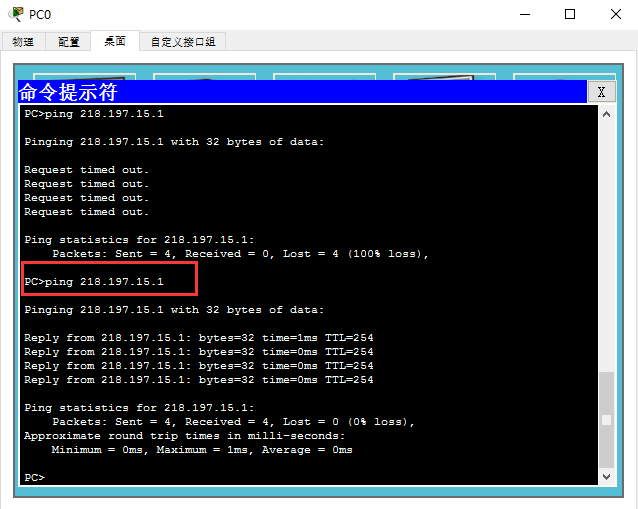 PC0
物理 配置 桌面 自定义接口组
命令提示符 X
PC>ping 218.197.15.1
Pinging 218.197.15.1 with 32 bytes of data:
Request timed out.
Request timed out.
Request timed out.
Request timed out.
Ping statistics for 218.197.15.1:
Packets: Sent = 4, Received = 0, Lost = 4 (100% loss),
PC>ping 218.197.15.1
Pinging 218.197.15.1 with 32 bytes of data:
Reply from 218.197.15.1: bytes=32 time=1ms TTL=254
Reply from 218.197.15.1: bytes=32 time=0ms TTL=254
Reply from 218.197.15.1: bytes=32 time=0ms TTL=254
Reply from 218.197.15.1: bytes=32 time=0ms TTL=254
Ping statistics for 218.197.15.1:
Packets: Sent = 4, Received = 4, Lost = 0 (0% loss),
Approximate round trip times in milli-seconds:
Minimum = 0ms, Maximum = 1ms, Average = 0ms
PC>